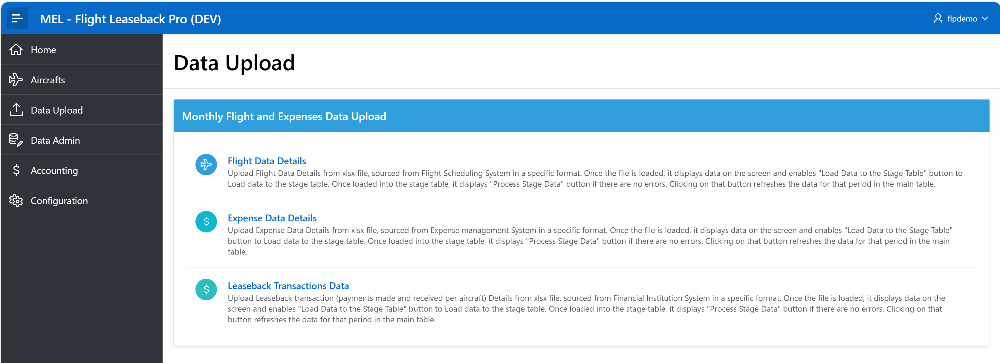 MEL - Flight Leaseback Pro (DEV)
flpdemo
Home
Aircrafts
Data Upload
Data Admin
Accounting
Configuration
Data Upload
Monthly Flight and Expenses Data Upload
Flight Data Details
Upload Flight Data Details from xlsx file, sourced from Flight Scheduling System in a specific format. Once the file is loaded, it displays data on the screen and enables "Load Data to the Stage Table" button to
Load data to the stage table. Once loaded into the stage table, it displays "Process Stage Data" button if there are no errors. Clicking on that button refreshes the data for that period in the main table.
Expense Data Details
Upload Expense Data Details from xlsx file, sourced from Expense management System in a specific format. Once the file is loaded, it displays data on the screen and enables "Load Data to the Stage Table"
button to Load data to the stage table. Once loaded into the stage table, it displays "Process Stage Data" button if there are no errors. Clicking on that button refreshes the data for that period in the main
table.
Leaseback Transactions Data
Upload Leaseback transaction (payments made and received per aircraft) Details from xlsx file, sourced from Financial Institution System in a specific format. Once the file is loaded, it displays data on the
screen and enables "Load Data to the Stage Table" button to Load data to the stage table. Once loaded into the stage table, it displays "Process Stage Data" button if there are no errors. Clicking on that
button refreshes the data for that period in the main table.